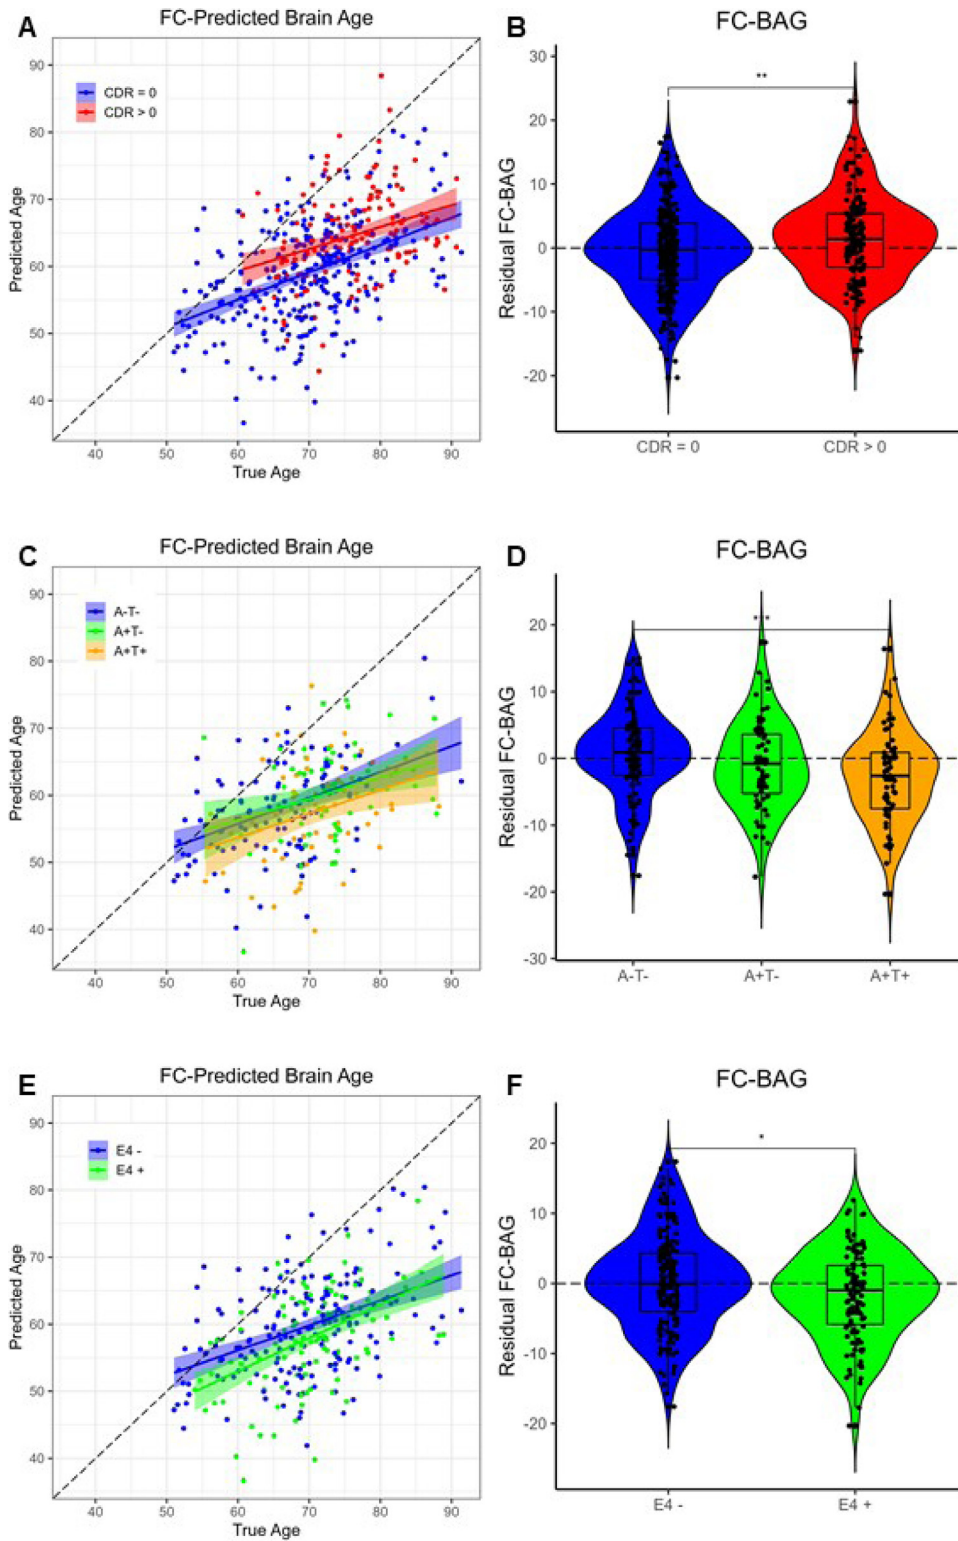 A
FC-Predicted Brain Age
90
80
70
60
50
40
Predicted Age
CDR = 0
CDR > 0
40 50 60 70 80 90
True Age
B
FC-BAG
30
20
10
0
-10
-20
Residual FC-BAG
**
CDR = 0 CDR > 0
C
FC-Predicted Brain Age
90
80
70
60
50
40
Predicted Age
A-T-
A+T-
A+T+
40 50 60 70 80 90
True Age
D
FC-BAG
20
10
0
-10
-20
-30
Residual FC-BAG
A-T- A+T- A+T+
E
FC-Predicted Brain Age
90
80
70
60
50
40
Predicted Age
E4 -
E4 +
40 50 60 70 80 90
True Age
F
FC-BAG
20
10
0
-10
-20
Residual FC-BAG
*
E4 - E4 +